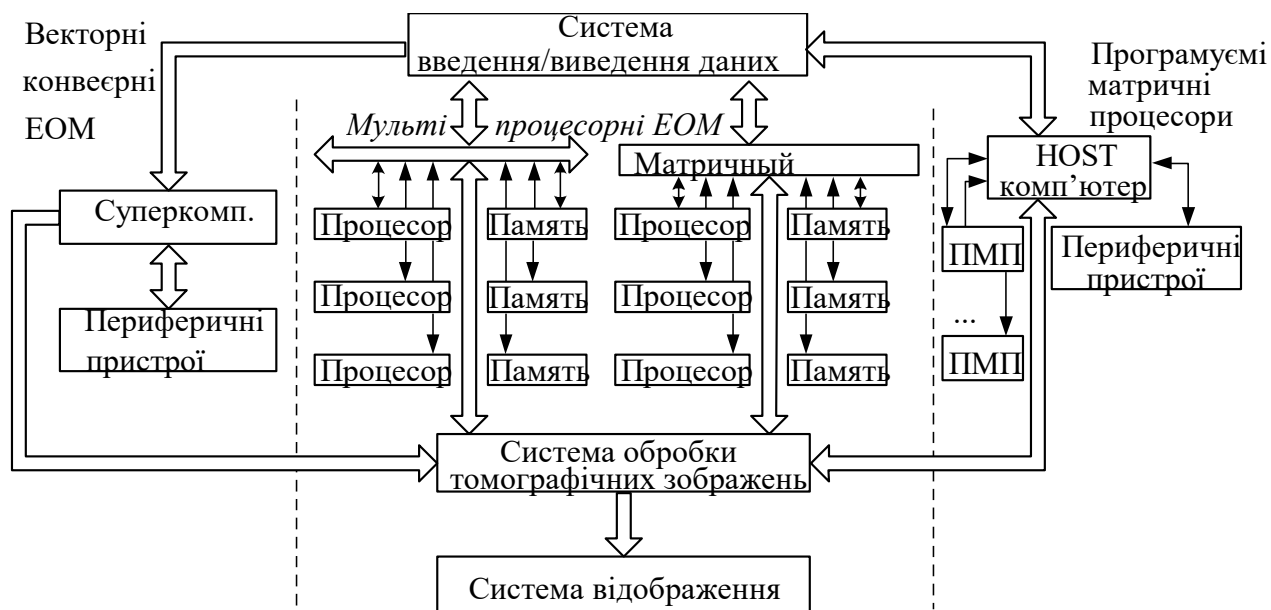 Векторні
конвеєрні
ЕОМ
Система
введення/виведення даних
Програмуємі
матричні
процесори
Мульті процесорні ЕОМ
Матричный
HOST
комп’ютер
Суперкомп.
Процесор
Память
Процесор
Память
ПМП
Периферичні
пристрої
Процесор
Память
Процесор
Память
Периферичні
пристрої
...
ПМП
Процесор
Память
Процесор
Память
Система обробки
томографічних зображень
Система відображення